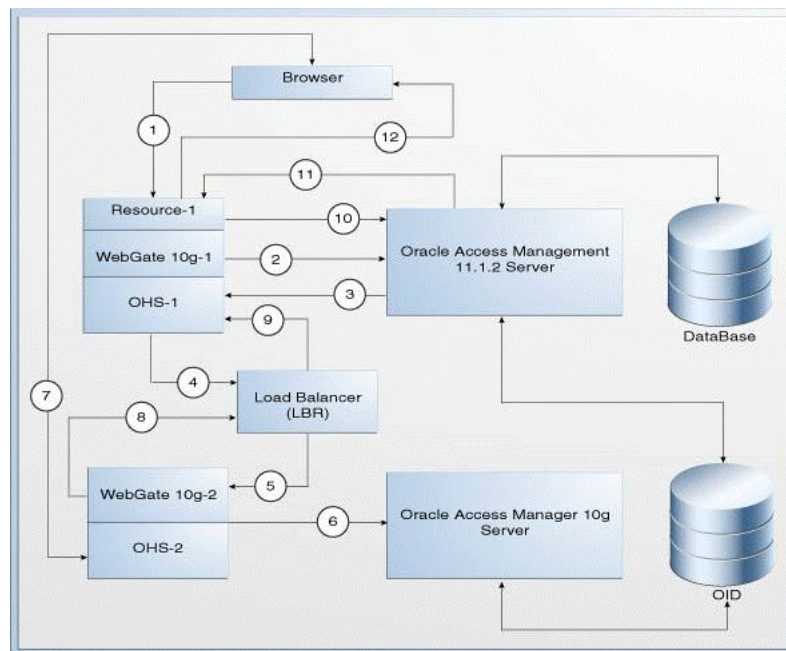 Browser
1
12
11
Resource-1
10
WebGate 10g-1
2
Oracle Access Management
11.1.2 Server
OHS-1
3
9
DataBase
4
7
8
Load Balancer
(LBR)
5
WebGate 10g-2
6
Oracle Access Manager 10g
Server
OHS-2
OID